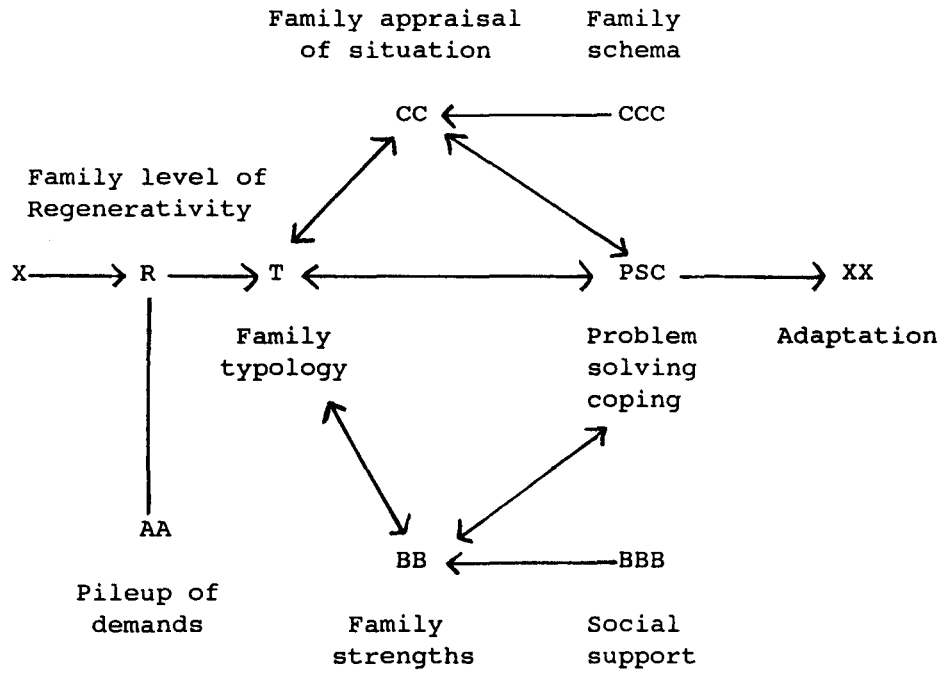 Family appraisal
of situation
Family
schema
CC
CCC
Family level of
Regenerativity
X
R
T
PSC
XX
Family
typology
Problem
solving
coping
Adaptation
AA
Pileup of
demands
BB
BBB
Family
strengths
Social
support